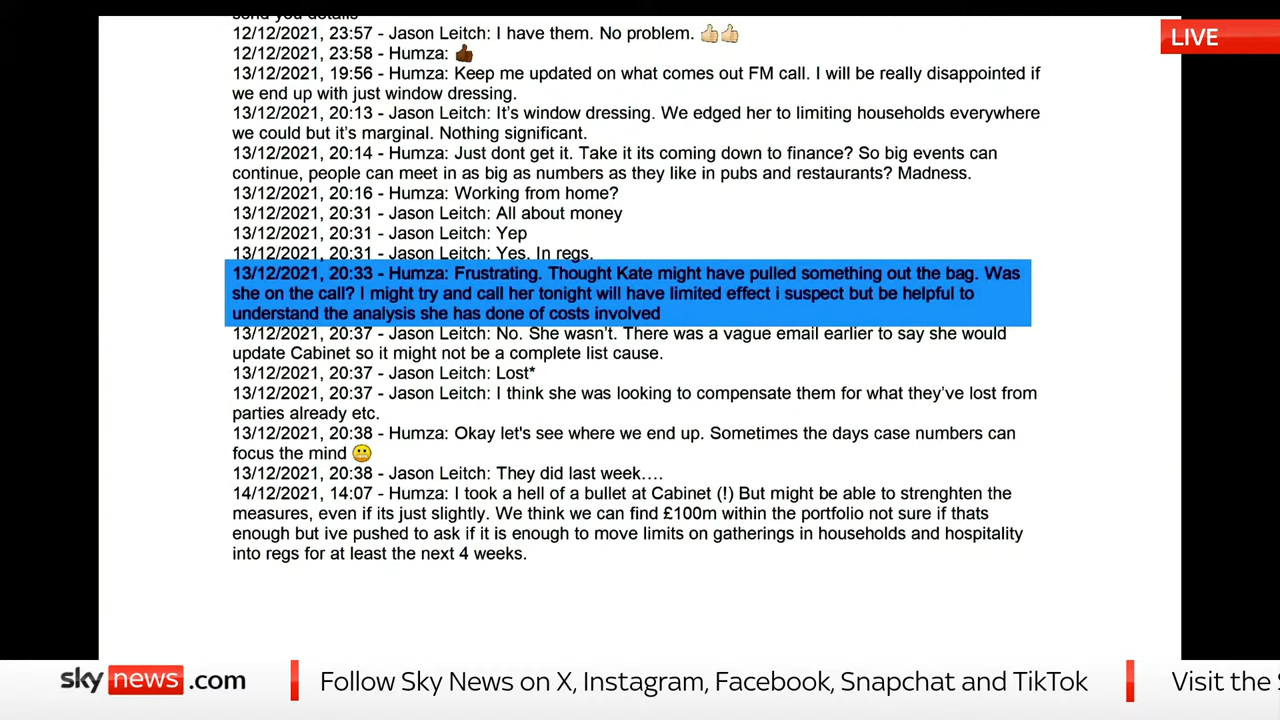 send you details
12/12/2021, 23:57 - Jason Leitch: I have them. No problem. 👍🏼👍🏼
12/12/2021, 23:58 - Humza: 👍🏾
13/12/2021, 19:56 - Humza: Keep me updated on what comes out FM call. I will be really disappointed if
we end up with just window dressing.
13/12/2021, 20:13 - Jason Leitch: It's window dressing. We edged her to limiting households everywhere
we could but it's marginal. Nothing significant.
13/12/2021, 20:14 - Humza: Just dont get it. Take it its coming down to finance? So big events can
continue, people can meet in as big as numbers as they like in pubs and restaurants? Madness.
13/12/2021, 20:16 - Humza: Working from home?
13/12/2021, 20:31 - Jason Leitch: All about money
13/12/2021, 20:31 - Jason Leitch: Yep
13/12/2021, 20:31 - Jason Leitch: Yes. In regs.
13/12/2021, 20:33 - Humza: Frustrating. Thought Kate might have pulled something out the bag. Was
she on the call? I might try and call her tonight will have limited effect i suspect but be helpful to
understand the analysis she has done of costs involved
13/12/2021, 20:37 - Jason Leitch: No. She wasn't. There was a vague email earlier to say she would
update Cabinet so it might not be a complete list cause.
13/12/2021, 20:37 - Jason Leitch: Lost*
13/12/2021, 20:37 - Jason Leitch: I think she was looking to compensate them for what they've lost from
parties already etc.
13/12/2021, 20:38 - Humza: Okay let's see where we end up. Sometimes the days case numbers can
focus the mind 😬
13/12/2021, 20:38 - Jason Leitch: They did last week….
14/12/2021, 14:07 - Humza: I took a hell of a bullet at Cabinet (!) But might be able to strenghten the
measures, even if its just slightly. We think we can find £100m within the portfolio not sure if thats
enough but ive pushed to ask if it is enough to move limits on gatherings in households and hospitality
into regs for at least the next 4 weeks.
LIVE
sky news .com
Follow Sky News on X, Instagram, Facebook, Snapchat and TikTok
Visit the